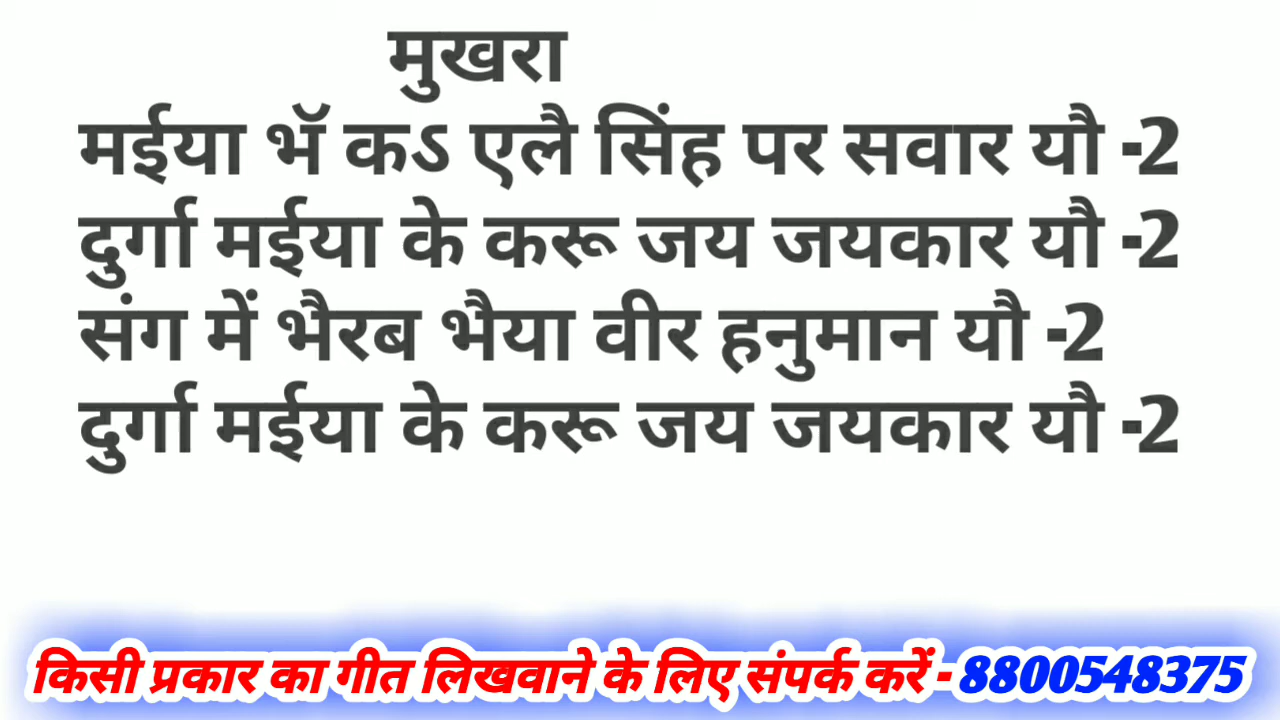 मुखरा
मईया भॅ कऽ एलै सिंह पर सवार यौ -2
दुर्गा मईया के करू जय जयकार यौ -2
संग में भैरब भैया वीर हनुमान यौ -2
दुर्गा मईया के करू जय जयकार यौ -2
किसी प्रकार का गीत लिखवाने के लिए संपर्क करें - 8800548375